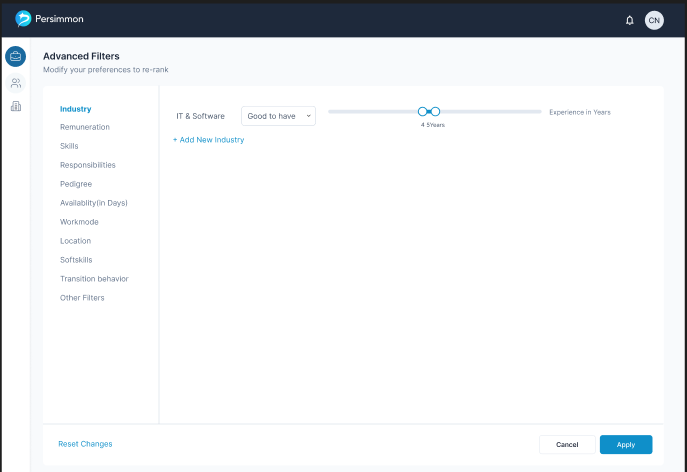 Persimmon
CN
Advanced Filters
Modify your preferences to re-rank
Industry
Remuneration
Skills
Responsibilities
Pedigree
Availablity(in Days)
Workmode
Location
Softskills
Transition behavior
Other Filters
IT & Software
Good to have
4 5Years
Experience in Years
+ Add New Industry
Reset Changes
Cancel
Apply